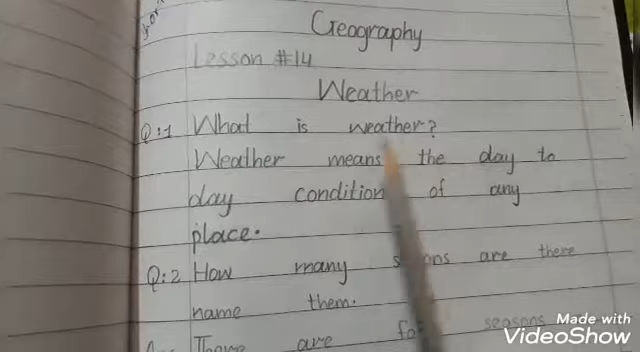 Geography
Lesson #14
Weather
Q:1 What is weather?
Weather means the day to
day condition of any
place.
Q:2 How many are there
name them.
There are seasons
Made with
VideoShow